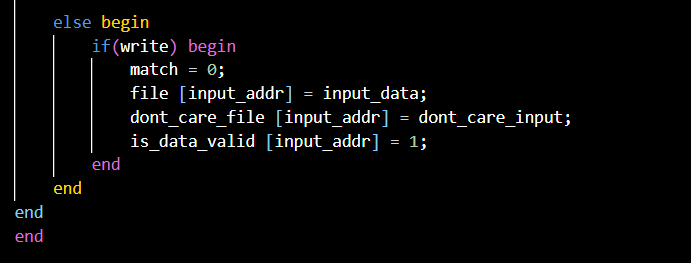 else begin
if(write) begin
match = 0;
file [input_addr] = input_data;
dont_care_file [input_addr] = dont_care_input;
is_data_valid [input_addr] = 1;
end
end
end
end